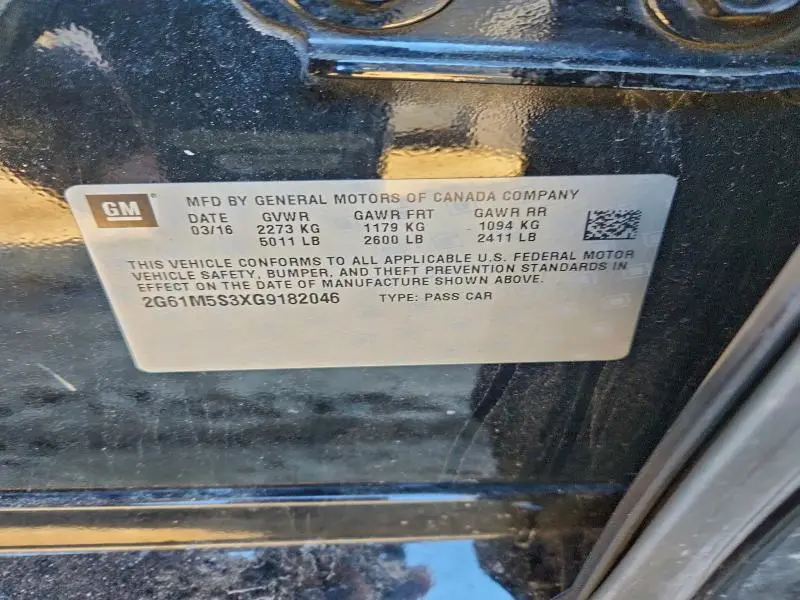 GM
MFD BY GENERAL MOTORS OF CANADA COMPANY
DATE GVWR GAWR FRT GAWR RR
03/16 2273 KG 1179 KG 1094 KG
5011 LB 2600 LB 2411 LB
THIS VEHICLE CONFORMS TO ALL APPLICABLE U.S. FEDERAL MOTOR
VEHICLE SAFETY, BUMPER, AND THEFT PREVENTION STANDARDS IN
EFFECT ON THE DATE OF MANUFACTURE SHOWN ABOVE.
2G61M5S3XG9182046 TYPE: PASS CAR